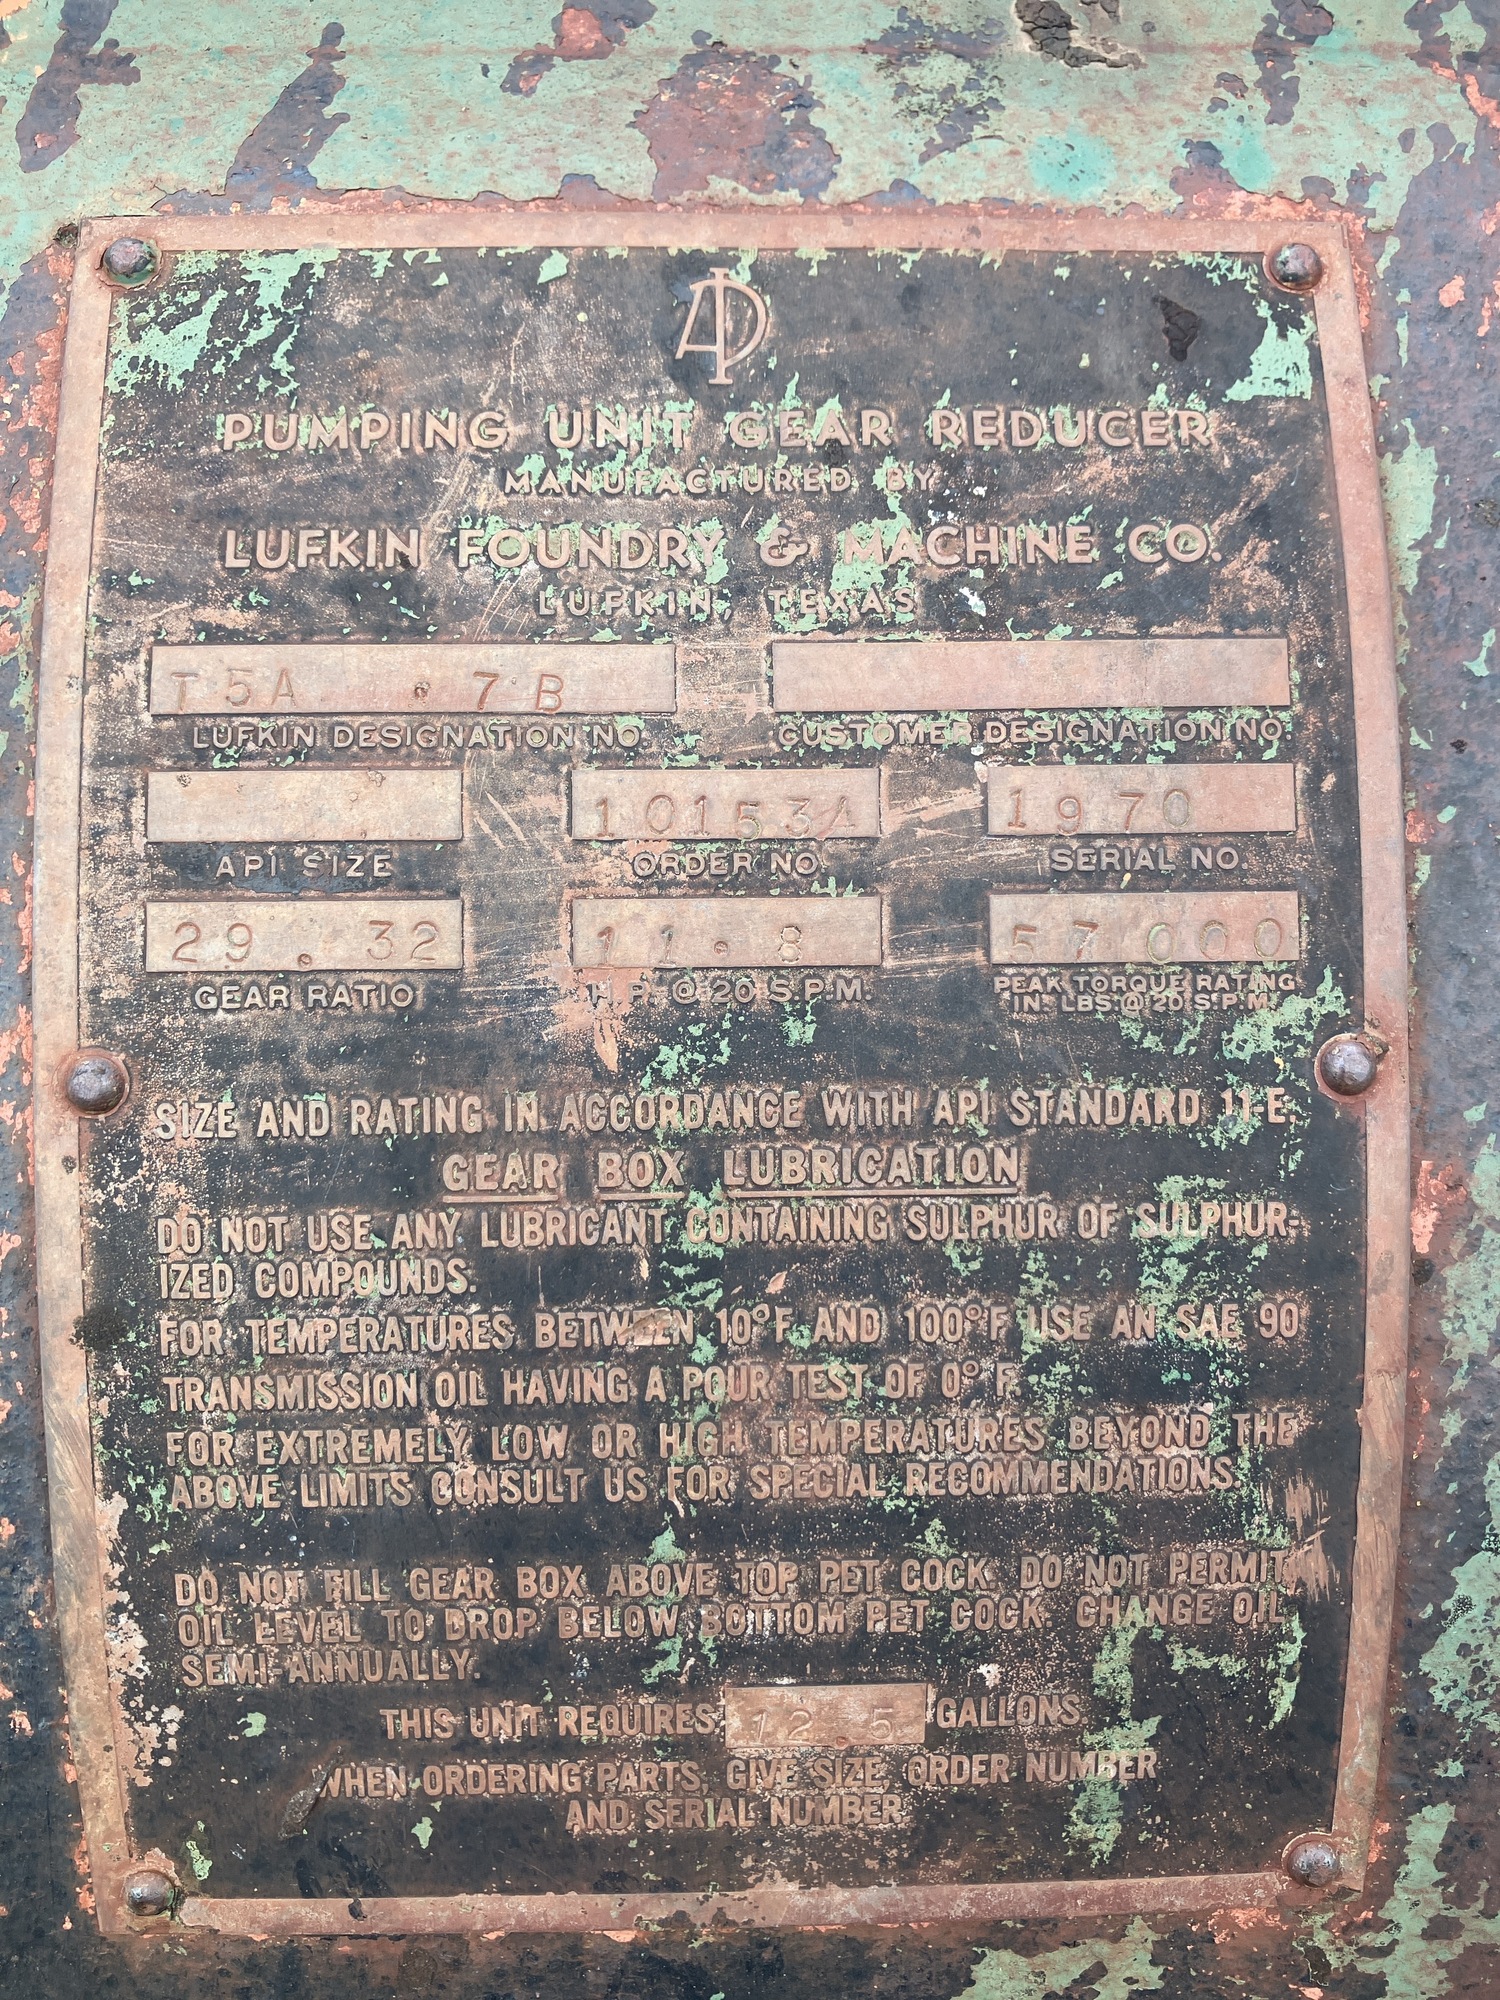 API
PUMPING UNIT GEAR REDUCER
MANUFACTURED BY
LUFKIN FOUNDRY & MACHINE CO.
LUFKIN, TEXAS
T5A . 7B
LUFKIN DESIGNATION NO.
CUSTOMER DESIGNATION NO.
10153A 1970
API SIZE ORDER NO. SERIAL NO.
29.32 11.8 57000
GEAR RATIO H.P. @ 20 S.P.M. PEAK TORQUE RATING
IN. LBS. @ 20 S.P.M.
SIZE AND RATING IN ACCORDANCE WITH API STANDARD 11-E.
GEAR BOX LUBRICATION
DO NOT USE ANY LUBRICANT CONTAINING SULPHUR OF SULPHUR-
IZED COMPOUNDS.
FOR TEMPERATURES BETWEEN 10°F. AND 100°F USE AN SAE 90
TRANSMISSION OIL HAVING A POUR TEST OF 0° F.
FOR EXTREMELY LOW OR HIGH TEMPERATURES BEYOND THE
ABOVE LIMITS CONSULT US FOR SPECIAL RECOMMENDATIONS.
DO NOT FILL GEAR BOX ABOVE TOP PET COCK. DO NOT PERMIT
OIL LEVEL TO DROP BELOW BOTTOM PET COCK. CHANGE OIL
SEMI-ANNUALLY.
THIS UNIT REQUIRES 12.5 GALLONS
WHEN ORDERING PARTS, GIVE SIZE, ORDER NUMBER
AND SERIAL NUMBER.